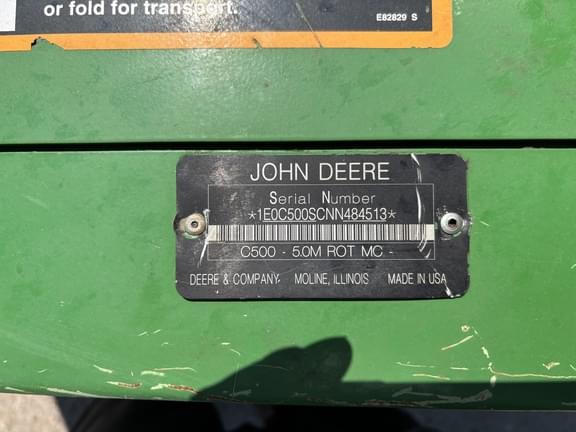 or fold for transport.
E82829 S
JOHN DEERE
Serial Number
*1E0C500SCNN484513*
C500 - 5.0M ROT MC -
DEERE & COMPANY MOLINE, ILLINOIS MADE IN USA